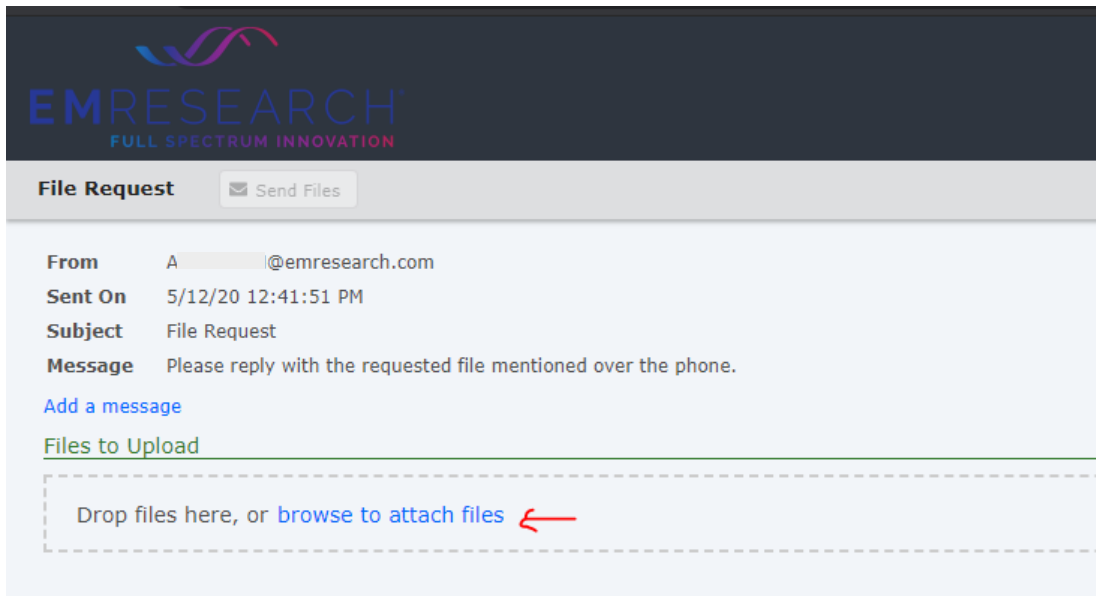 EMRESEARCH
FULL SPECTRUM INNOVATION
File Request Send Files
From A @emresearch.com
Sent On 5/12/20 12:41:51 PM
Subject File Request
Message Please reply with the requested file mentioned over the phone.
Add a message
Files to Upload
Drop files here, or browse to attach files